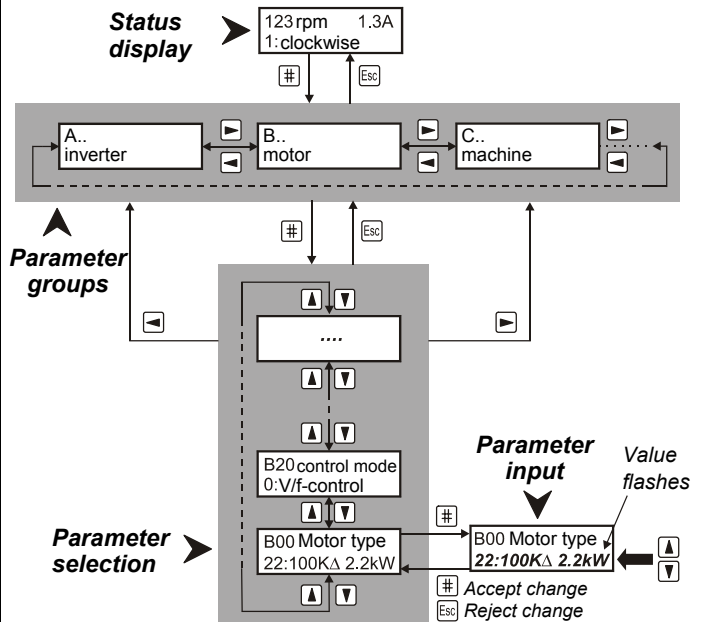 Status
display
123 rpm 1.3A
1:clockwise
# Esc
A..
inverter
B..
motor
C..
machine
# Esc
Parameter
groups
....
B20 control mode
0:V/f-control
Parameter
input
Value
flashes
Parameter
selection
B00 Motor type
22:100K∆ 2.2kW
#
B00 Motor type
22:100K∆ 2.2kW
# Accept change
Esc Reject change